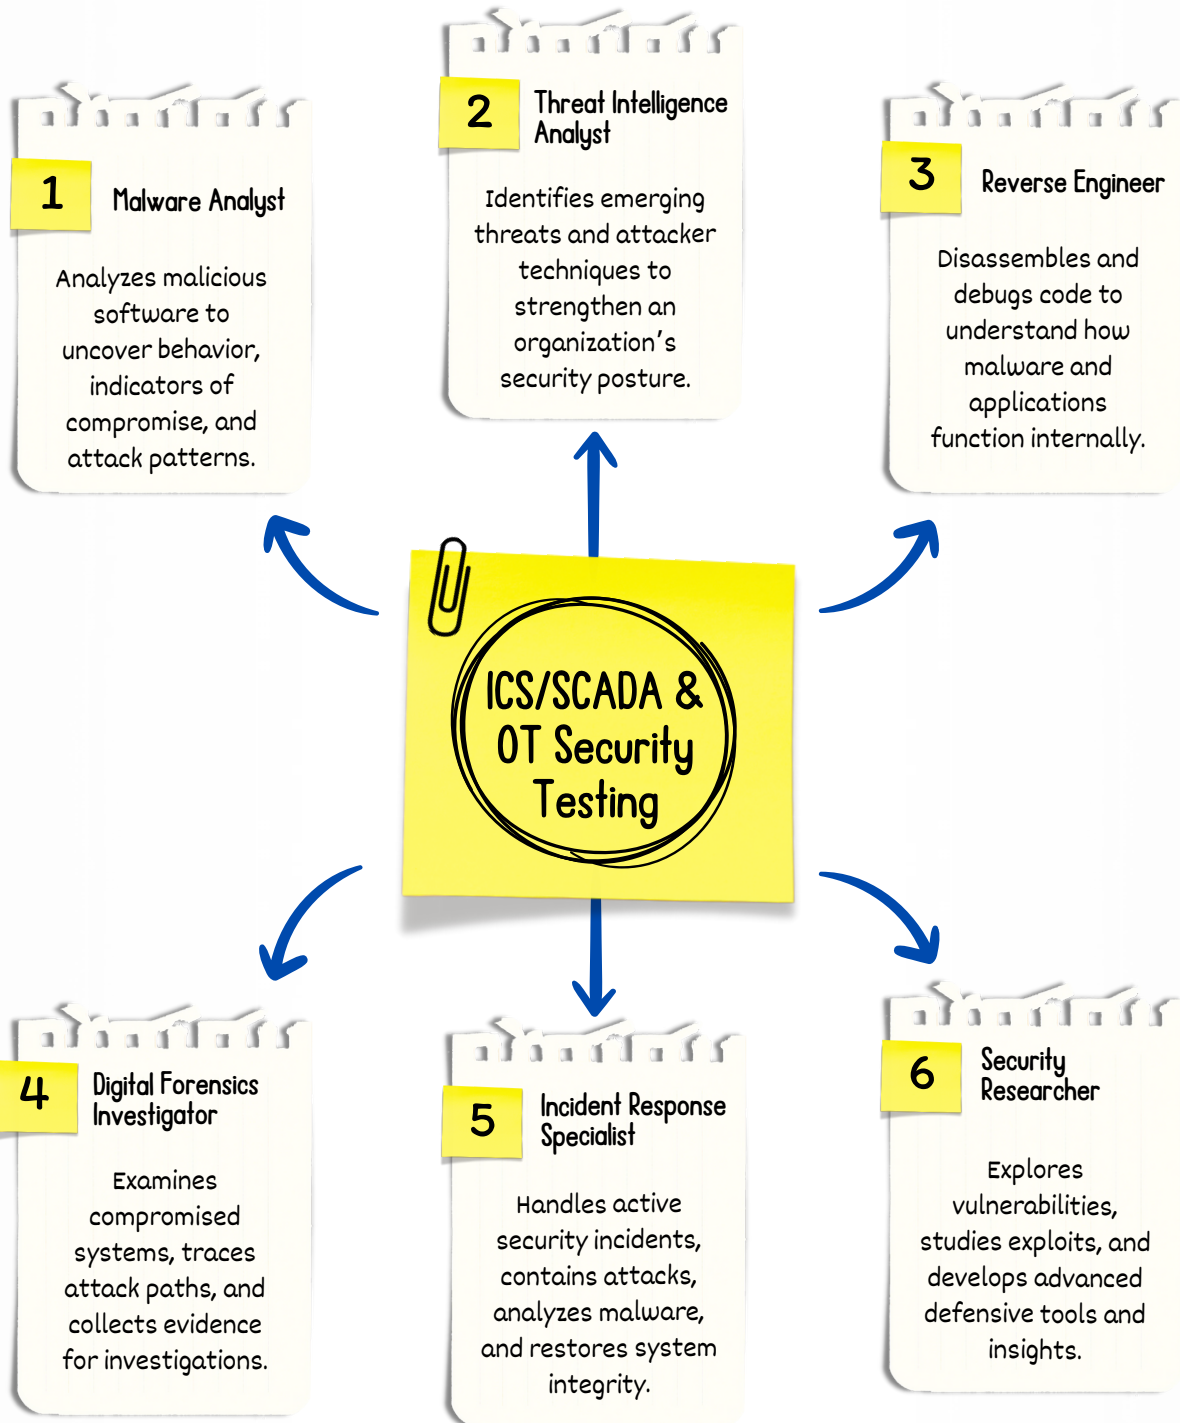 1
Malware Analyst
Analyzes malicious
software to
uncover behavior,
indicators of
compromise, and
attack patterns.
2
Threat Intelligence
Analyst
Identifies emerging
threats and attacker
techniques to
strengthen an
organization's
security posture.
3
Reverse Engineer
Disassembles and
debugs code to
understand how
malware and
applications
function internally.
ICS/SCADA &
OT Security
Testing
4
Digital Forensics
Investigator
Examines
compromised
systems, traces
attack paths, and
collects evidence
for investigations.
5
Incident Response
Specialist
Handles active
security incidents,
contains attacks,
analyzes malware,
and restores system
integrity.
6
Security
Researcher
Explores
vulnerabilities,
studies exploits, and
develops advanced
defensive tools and
insights.